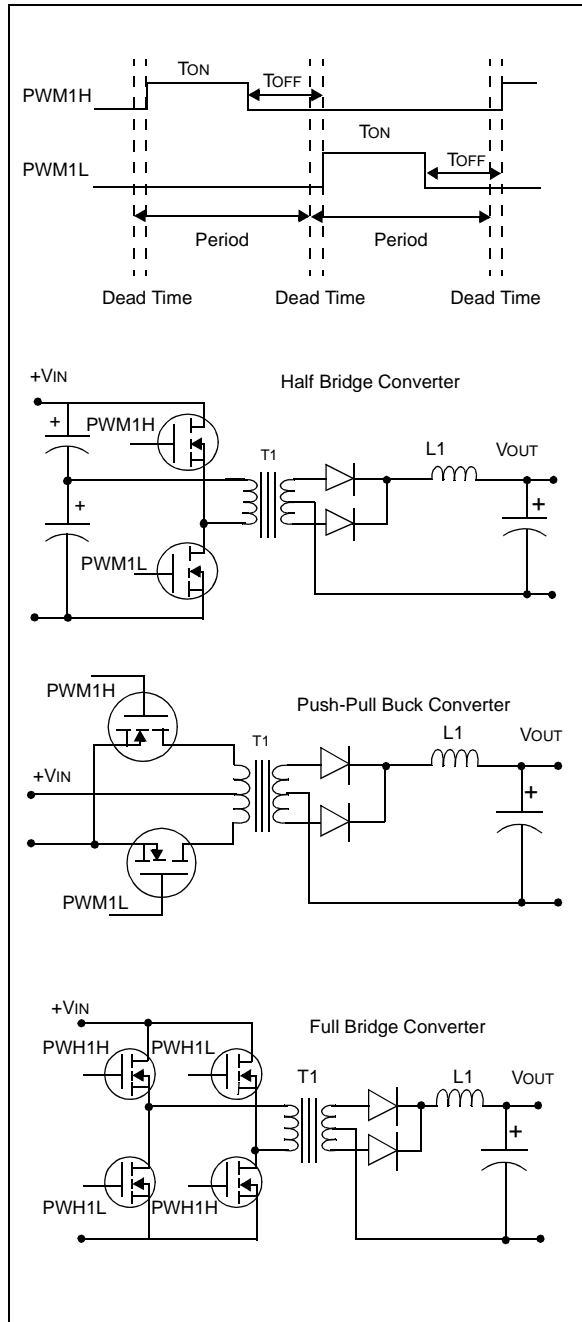 TON
TOFF
PWM1H
TON
TOFF
PWM1L
Period
Period
Dead Time
Dead Time
Dead Time
Half Bridge Converter
+VIN
+
PWM1H
T1
L1
VOUT
+
+
PWM1L
PWM1H
Push-Pull Buck Converter
T1
L1
VOUT
+VIN
+
PWM1L
+VIN
Full Bridge Converter
PWH1H
PWH1L
T1
L1
VOUT
+
PWH1L
PWH1H